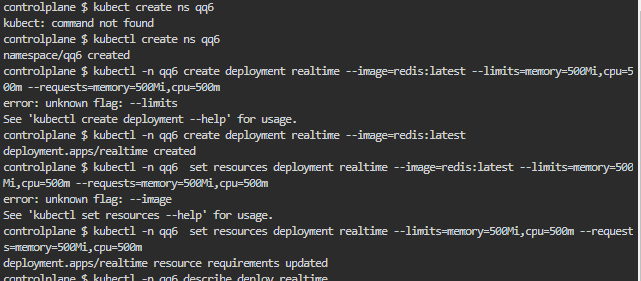 controlplane $ kubect create ns qq6
kubect: command not found
controlplane $ kubectl create ns qq6
namespace/qq6 created
controlplane $ kubectl -n qq6 create deployment realtime --image=redis:latest --limits=memory=500Mi,cpu=5
00m --requests=memory=500Mi,cpu=500m
error: unknown flag: --limits
See 'kubectl create deployment --help' for usage.
controlplane $ kubectl -n qq6 create deployment realtime --image=redis:latest
deployment.apps/realtime created
controlplane $ kubectl -n qq6  set resources deployment realtime --image=redis:latest --limits=memory=500
Mi,cpu=500m --requests=memory=500Mi,cpu=500m
error: unknown flag: --image
See 'kubectl set resources --help' for usage.
controlplane $ kubectl -n qq6  set resources deployment realtime --limits=memory=500Mi,cpu=500m --request
s=memory=500Mi,cpu=500m
deployment.apps/realtime resource requirements updated
controlplane $ kubectl -n qq6 describe deploy realtime